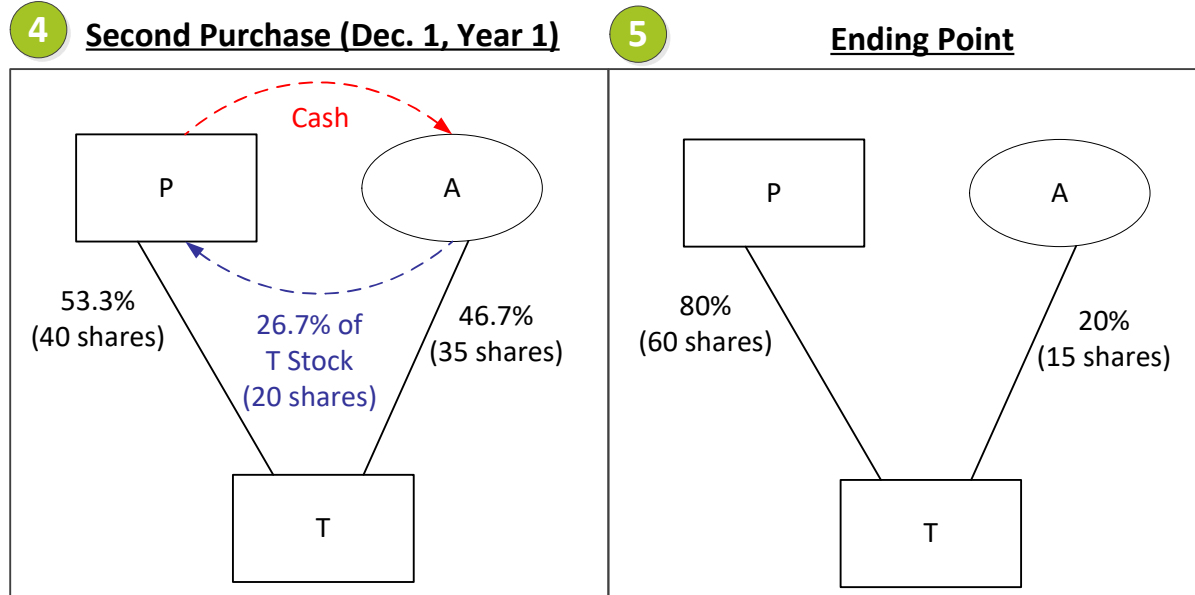 4
Second Purchase (Dec. 1, Year 1)
Cash
P
A
53.3%
(40 shares)
26.7% of
T Stock
(20 shares)
46.7%
(35 shares)
T
5
Ending Point
P
A
80%
(60 shares)
20%
(15 shares)
T